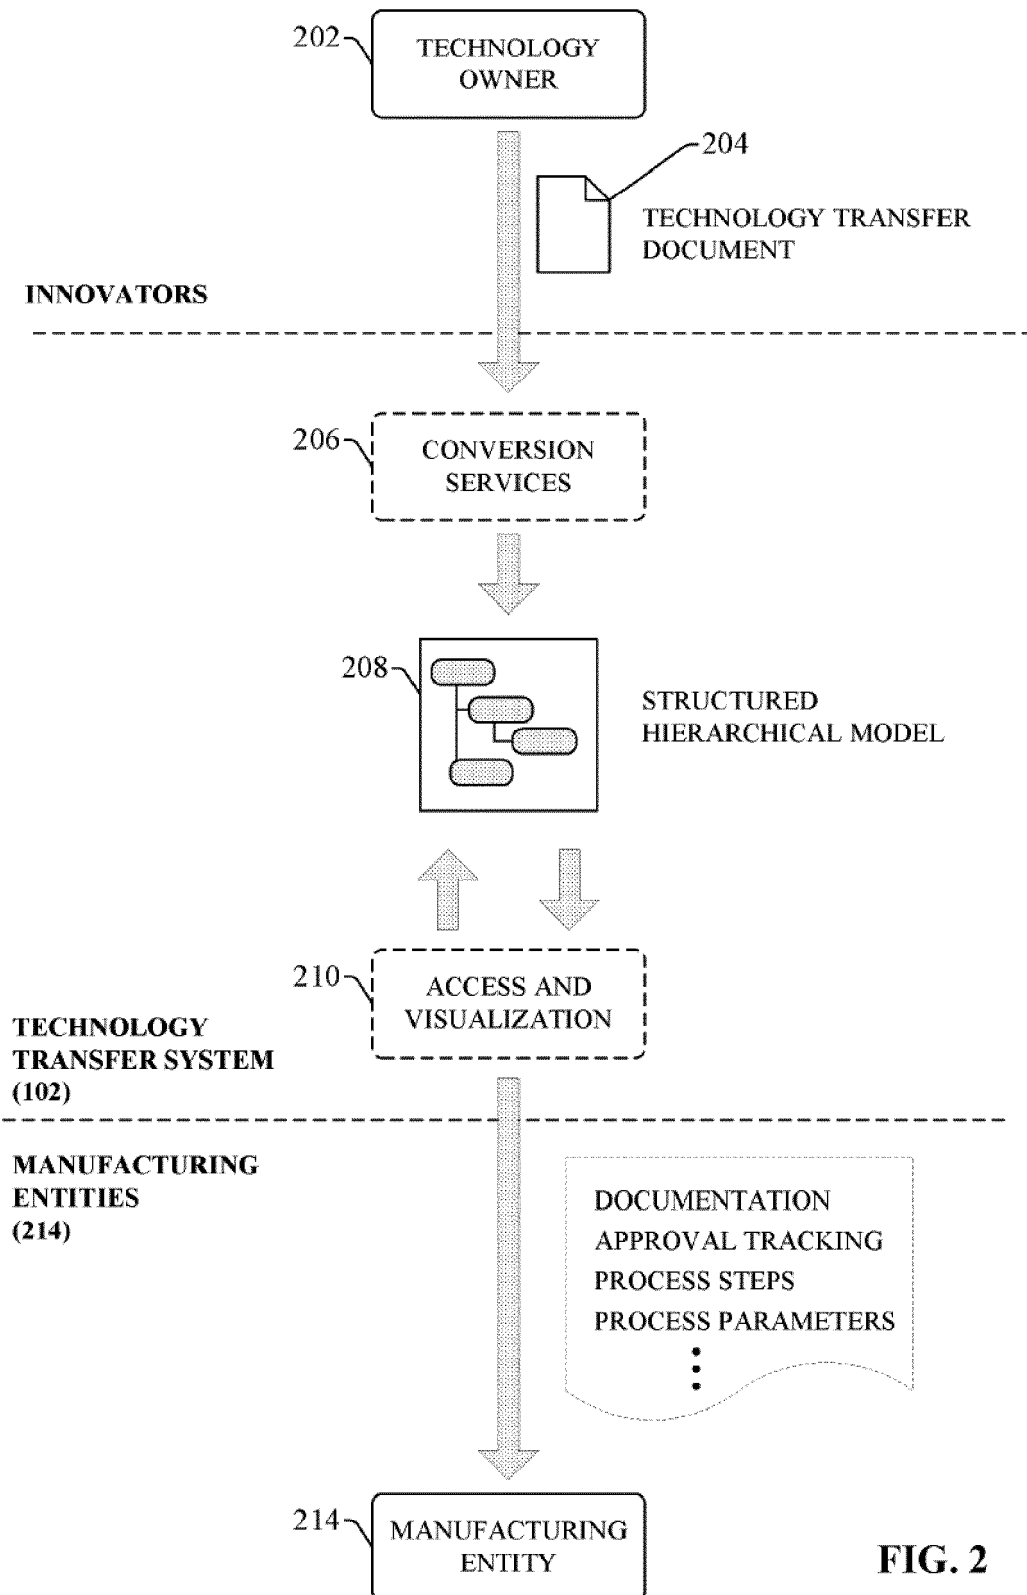 202
TECHNOLOGY
OWNER
204
TECHNOLOGY TRANSFER
DOCUMENT
INNOVATORS
206
CONVERSION
SERVICES
208
STRUCTURED
HIERARCHICAL MODEL
210
ACCESS AND
VISUALIZATION
TECHNOLOGY
TRANSFER SYSTEM
(102)
MANUFACTURING
ENTITIES
(214)
DOCUMENTATION
APPROVAL TRACKING
PROCESS STEPS
PROCESS PARAMETERS
214
MANUFACTURING
ENTITY
FIG. 2